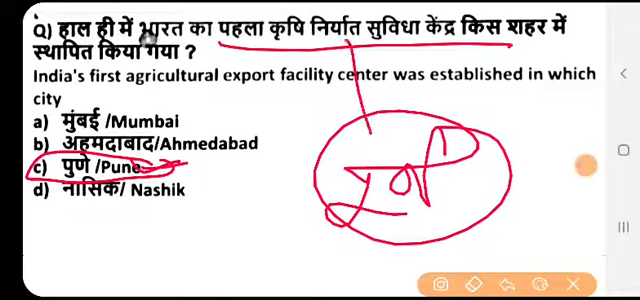 Q) हाल ही में भारत का पहला कृषि निर्यात सुविधा केंद्र किस शहर में
स्थापित किया गया ?
India's first agricultural export facility center was established in which
city
a) मुंबई /Mumbai
b) अहमदाबाद/Ahmedabad
c) पुणे /Pune
d) नासिक/ Nashik